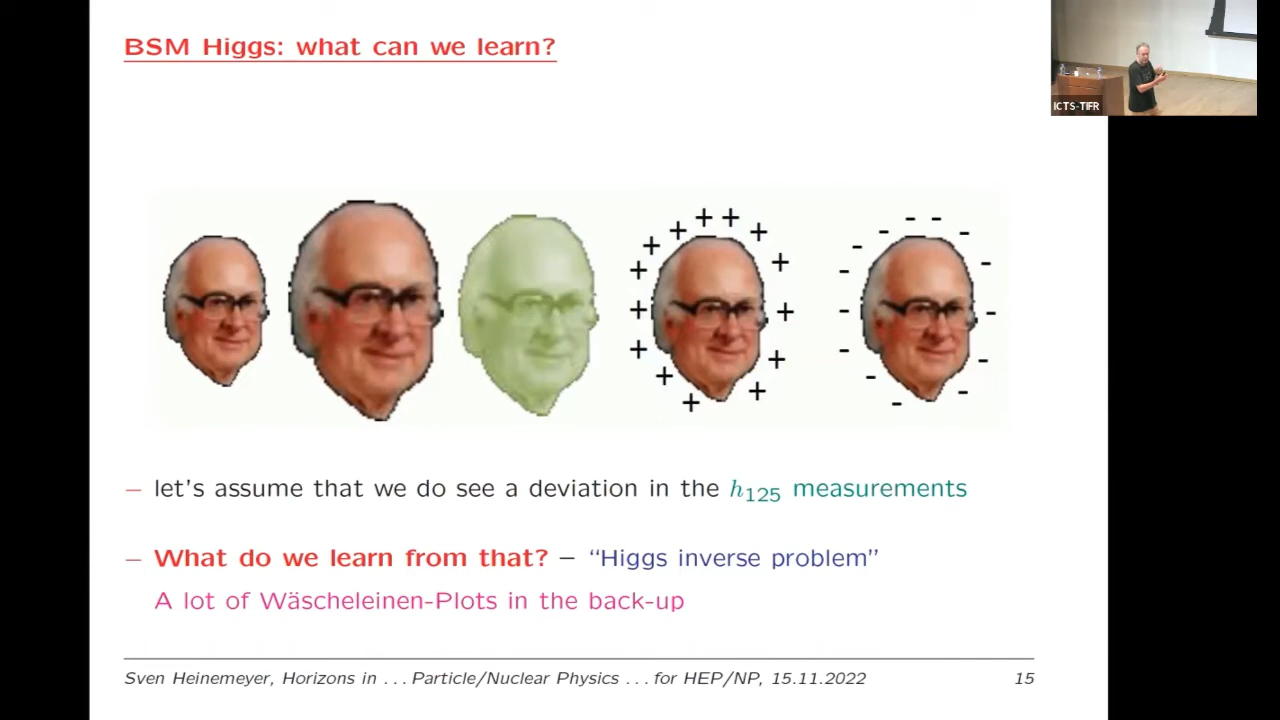 BSM Higgs: what can we learn?
ICTS-TIFR
+ + + + + + + + + + + + + + +
- - - - - - - - - - - - - - -
– let's assume that we do see a deviation in the h125 measurements
– What do we learn from that? – “Higgs inverse problem”
A lot of Wäscheleinen-Plots in the back-up
Sven Heinemeyer, Horizons in ... Particle/Nuclear Physics ... for HEP/NP, 15.11.2022 15